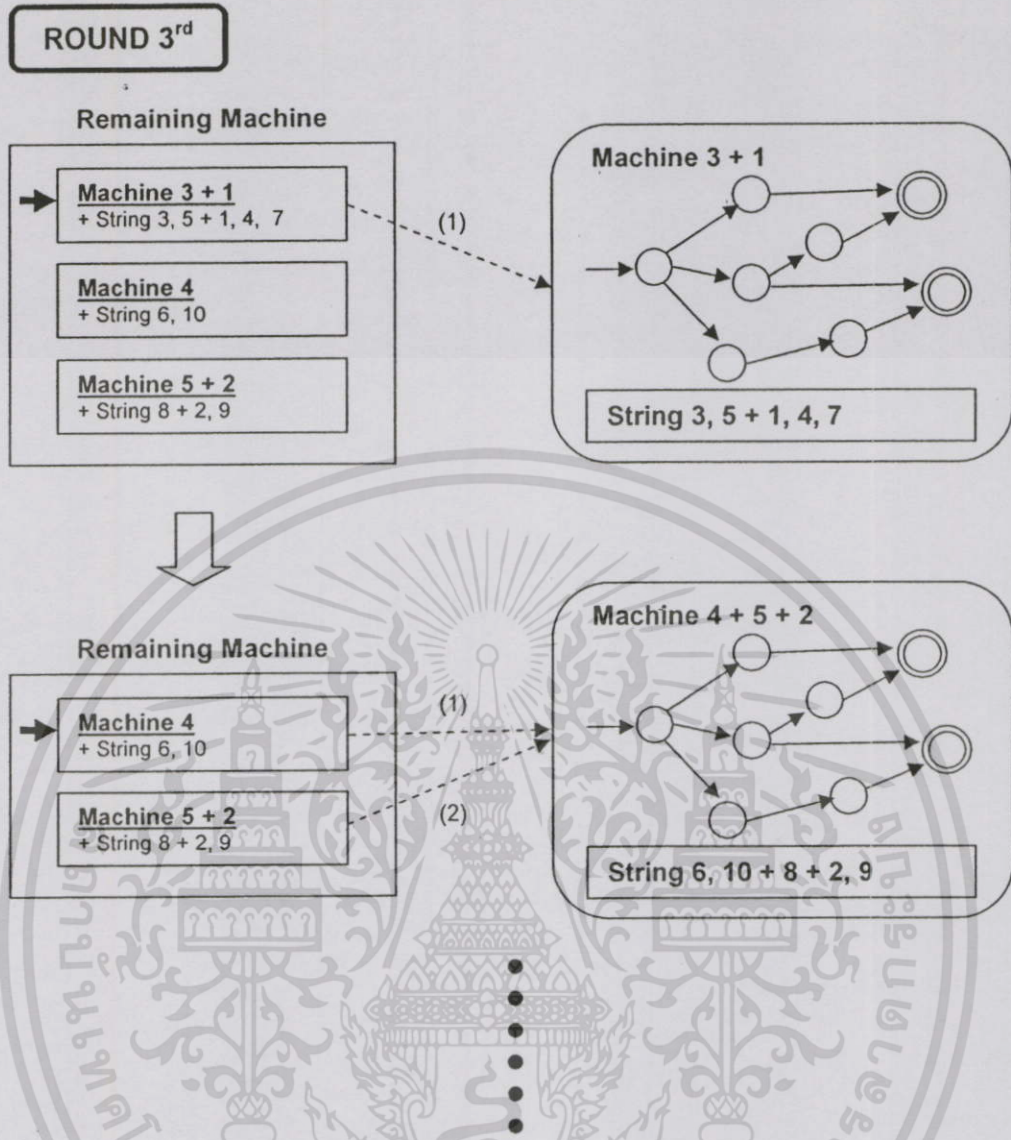 ROUND 3rd
Remaining Machine
Machine 3 + 1
+ String 3, 5 + 1, 4, 7
Machine 4
+ String 6, 10
Machine 5 + 2
+ String 8 + 2, 9
(1)
Machine 3 + 1
String 3, 5 + 1, 4, 7
Remaining Machine
Machine 4
+ String 6, 10
Machine 5 + 2
+ String 8 + 2, 9
(1)
(2)
Machine 4 + 5 + 2
String 6, 10 + 8 + 2, 9